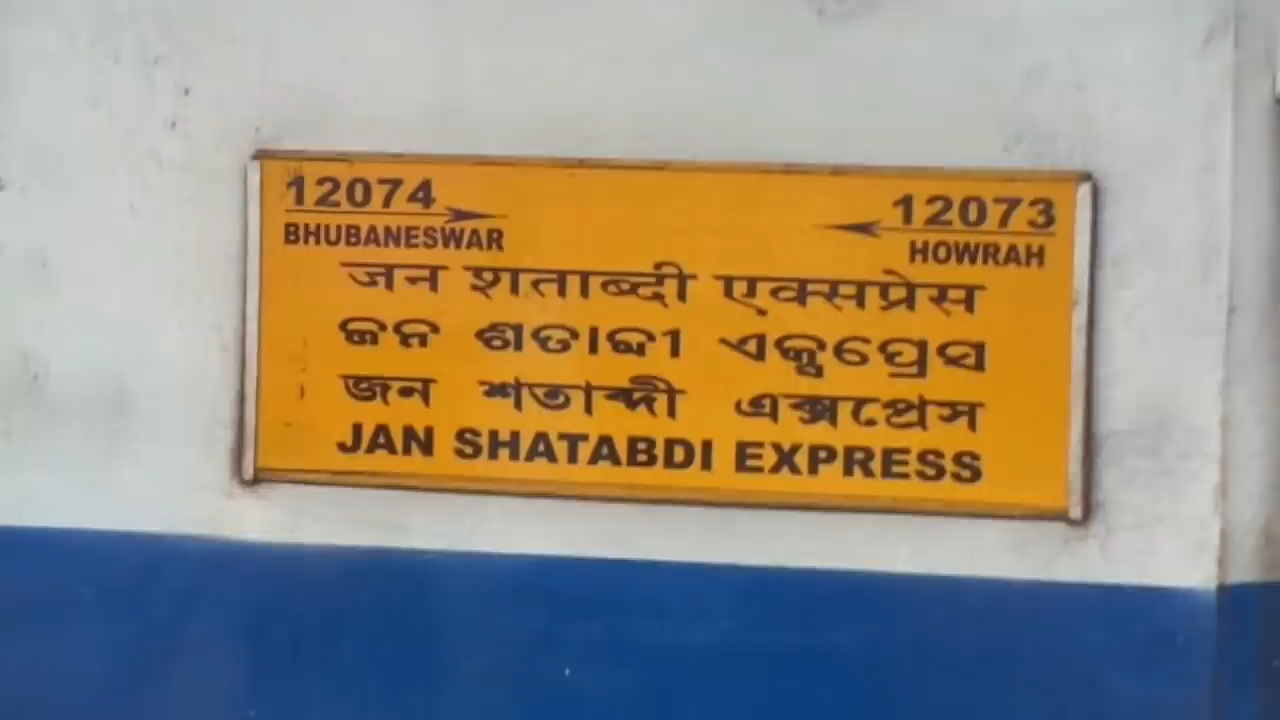 12074 12073
BHUBANESWAR HOWRAH
जन शताब्दी एक्सप्रेस
ଜନ ଶତାବ୍ଦୀ ଏକ୍ସପ୍ରେସ
জন শতাব্দী এক্সপ্রেস
JAN SHATABDI EXPRESS